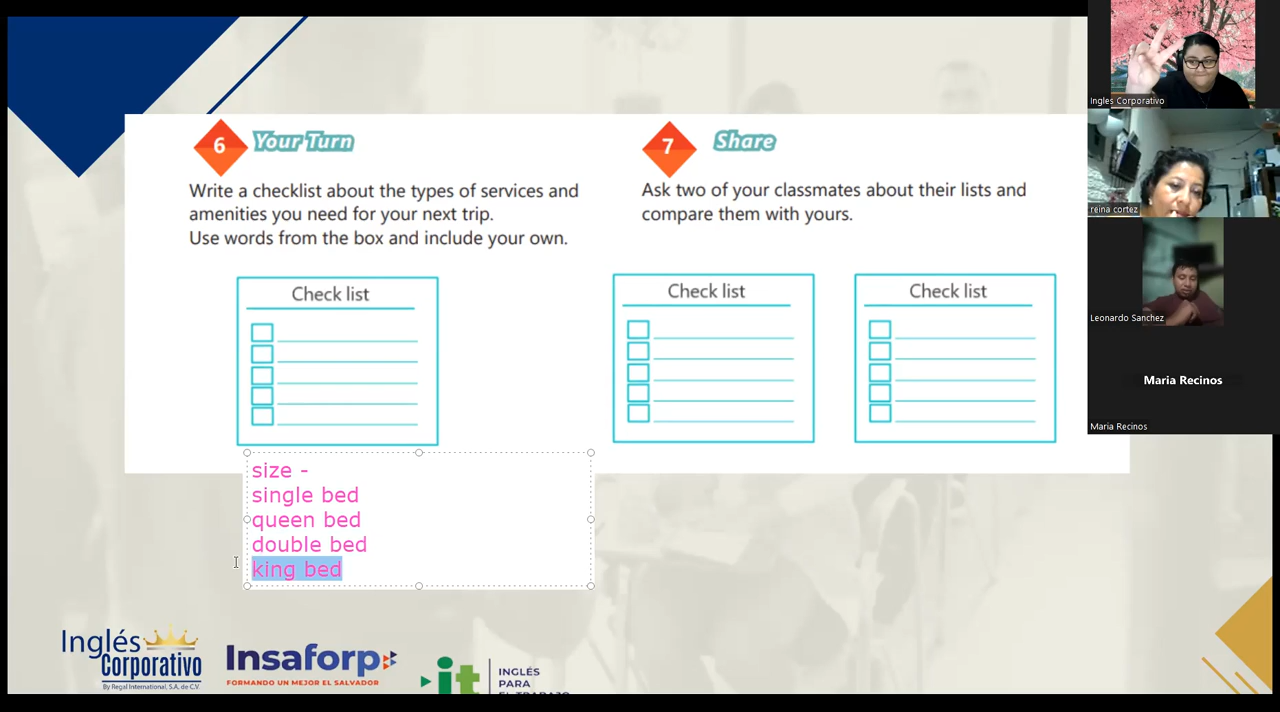 6 Your Turn
Write a checklist about the types of services and
amenities you need for your next trip.
Use words from the box and include your own.
Check list
7 Share
Ask two of your classmates about their lists and
compare them with yours.
Check list
Check list
size -
single bed
queen bed
double bed
king bed
Inglés
Corporativo
By Regal International, S.A. de C.V.
Insaforp
FORMANDO UN MEJOR EL SALVADOR
it
INGLÉS
PARA
EL TRABAJO
Ingles Corporativo
reina cortez
Leonardo Sanchez
Maria Recinos
Maria Recinos